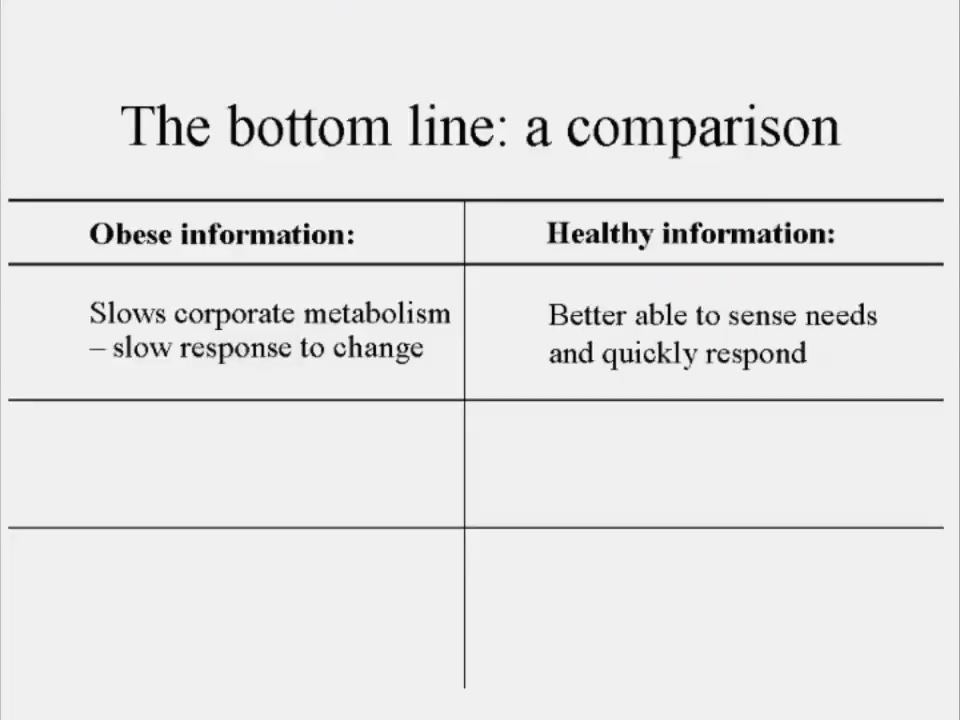 The bottom line: a comparison
Obese information:
Healthy information:
Slows corporate metabolism
– slow response to change
Better able to sense needs
and quickly respond